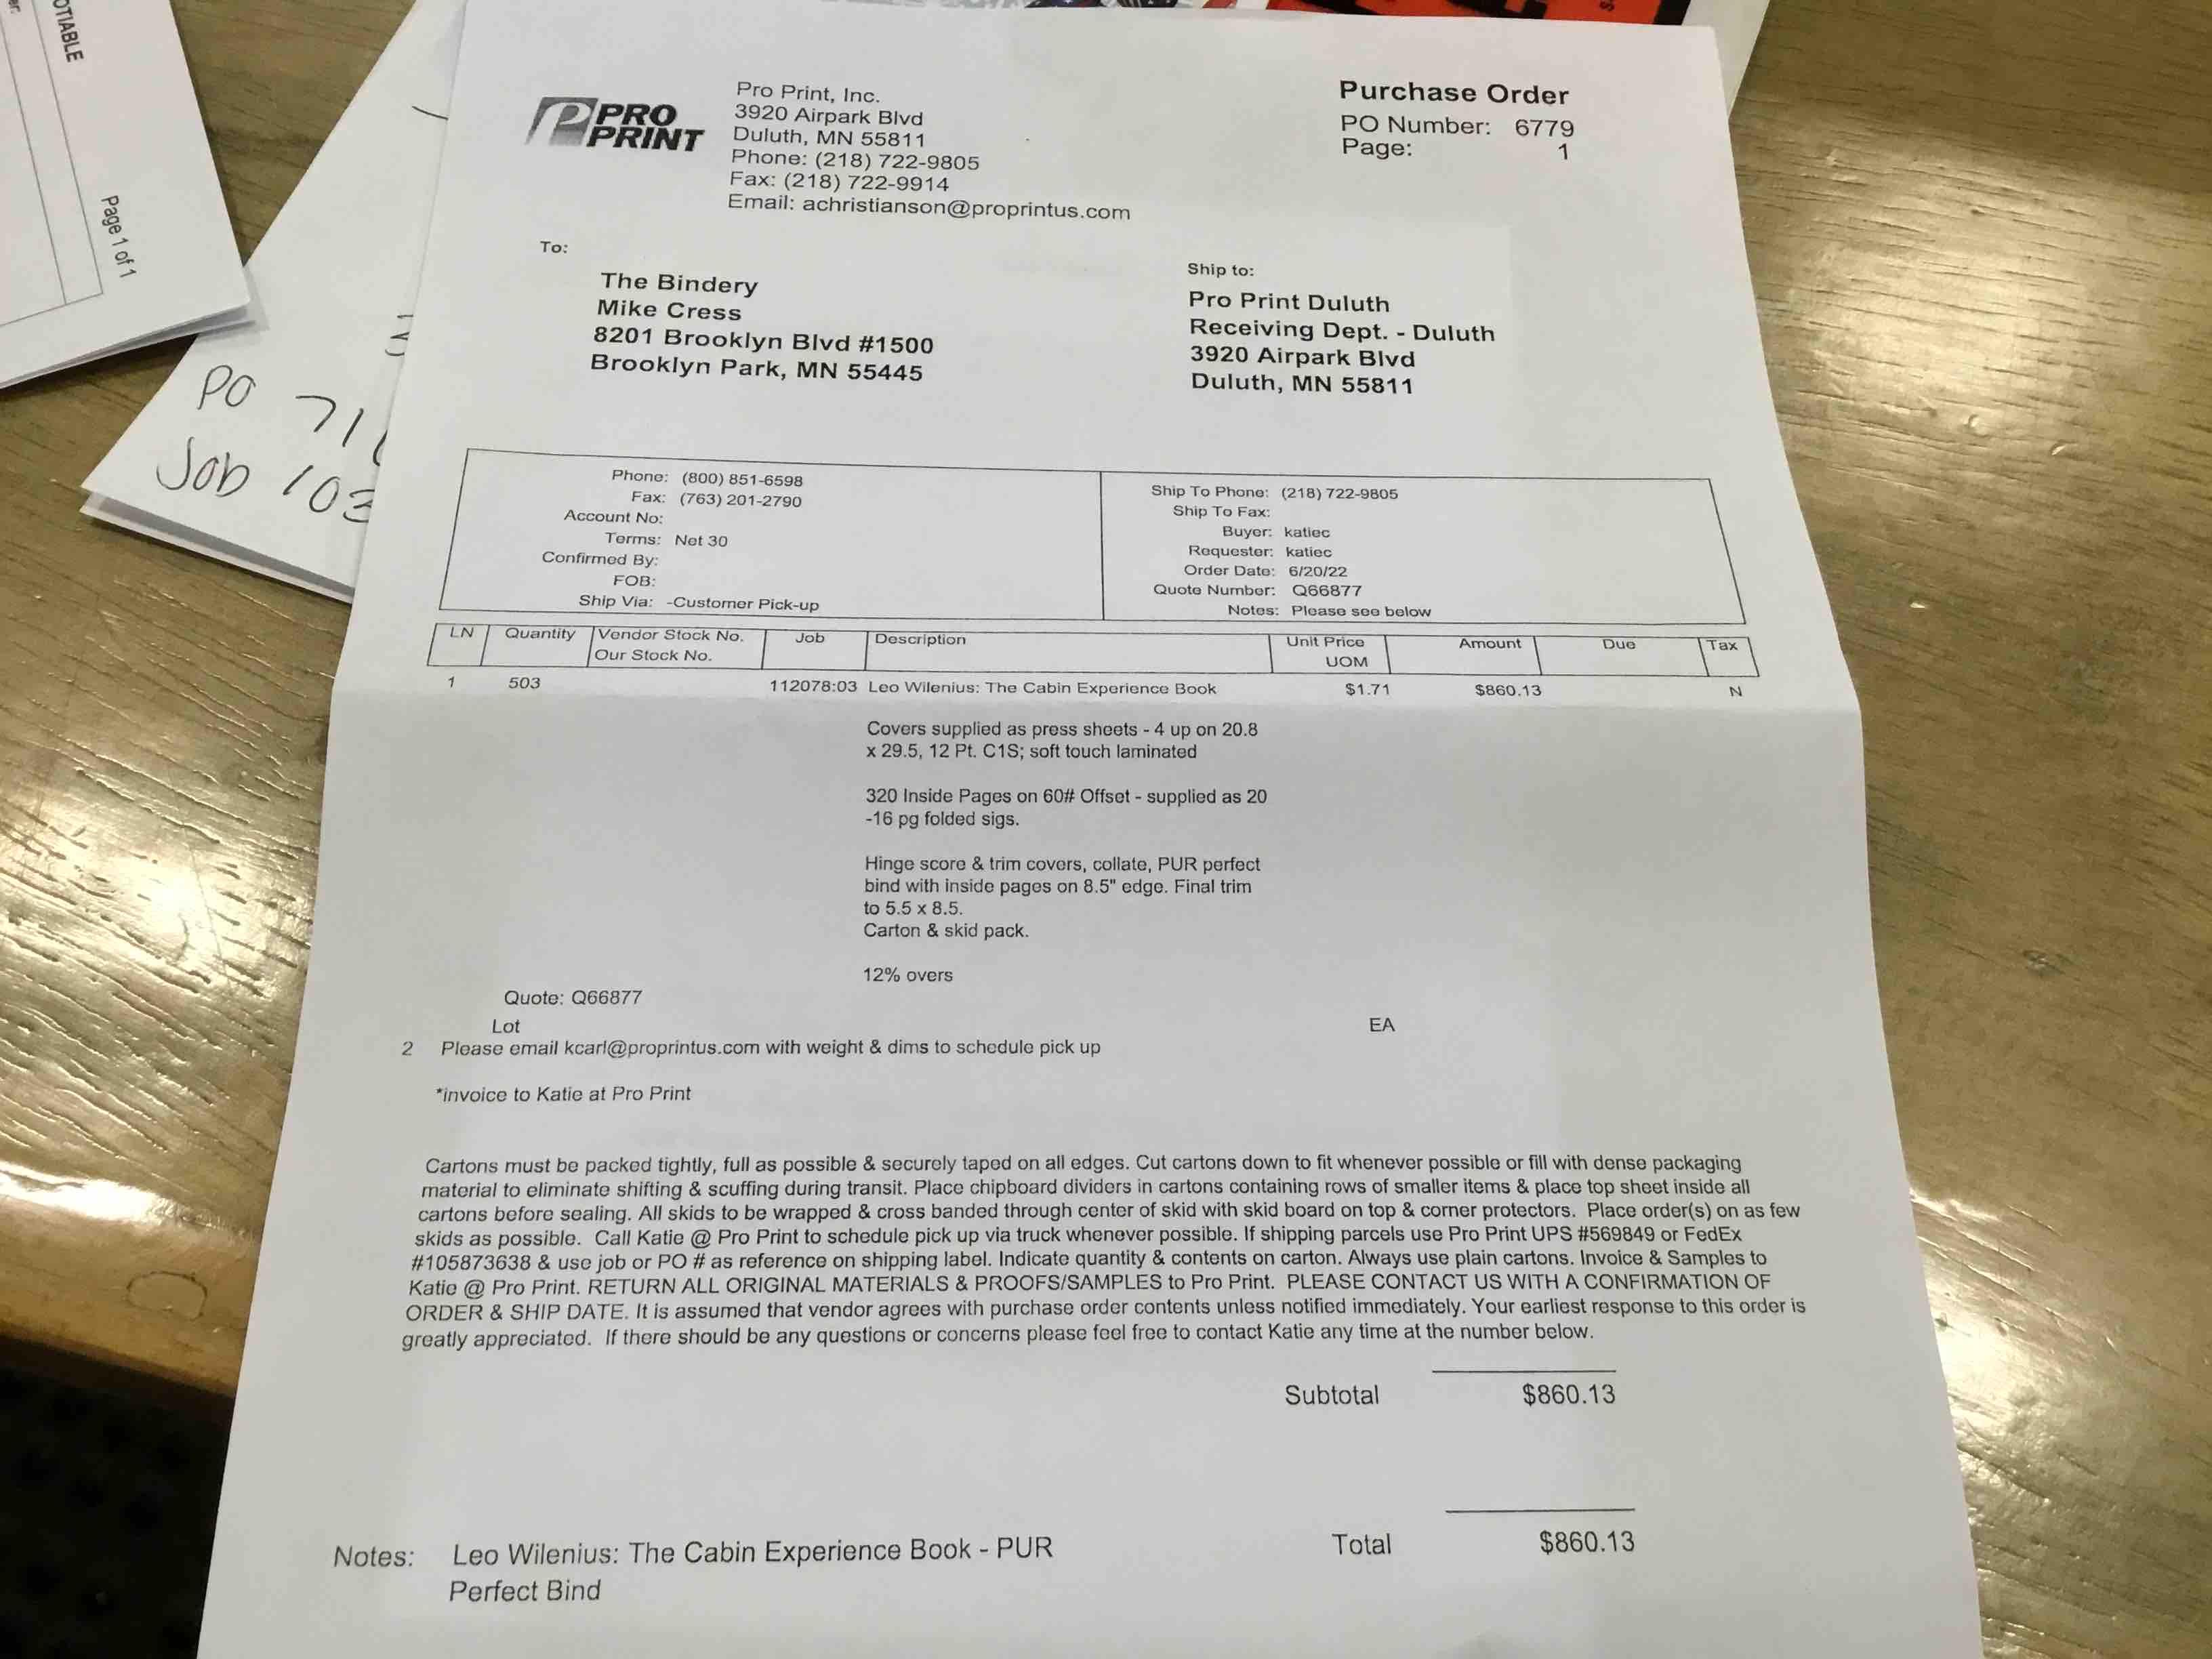 OTIABLE
Page 1 of 1
PO 71
Job 103
PRO
PRINT
Pro Print, Inc.
3920 Airpark Blvd
Duluth, MN 55811
Phone: (218) 722-9805
Fax: (218) 722-9914
Email: achristianson@proprintus.com
Purchase Order
PO Number: 6779
Page: 1
To:
The Bindery
Mike Cress
8201 Brooklyn Blvd #1500
Brooklyn Park, MN 55445
Ship to:
Pro Print Duluth
Receiving Dept. - Duluth
3920 Airpark Blvd
Duluth, MN 55811
Phone: (800) 851-6598
Fax: (763) 201-2790
Account No:
Terms: Net 30
Confirmed By:
FOB:
Ship Via: -Customer Pick-up
Ship To Phone: (218) 722-9805
Ship To Fax:
Buyer: katiec
Requester: katiec
Order Date: 6/20/22
Quote Number: Q66877
Notes: Please see below
LN Quantity Vendor Stock No. Job Description Unit Price Amount Due Tax
Our Stock No. UOM
1 503 112078:03 Leo Wilenius: The Cabin Experience Book $1.71 $860.13 N
Covers supplied as press sheets - 4 up on 20.8
x 29.5, 12 Pt. C1S; soft touch laminated
320 Inside Pages on 60# Offset - supplied as 20
-16 pg folded sigs.
Hinge score & trim covers, collate, PUR perfect
bind with inside pages on 8.5" edge. Final trim
to 5.5 x 8.5.
Carton & skid pack.
12% overs
Quote: Q66877
Lot EA
2 Please email kcarl@proprintus.com with weight & dims to schedule pick up
*invoice to Katie at Pro Print
Cartons must be packed tightly, full as possible & securely taped on all edges. Cut cartons down to fit whenever possible or fill with dense packaging
material to eliminate shifting & scuffing during transit. Place chipboard dividers in cartons containing rows of smaller items & place top sheet inside all
cartons before sealing. All skids to be wrapped & cross banded through center of skid with skid board on top & corner protectors. Place order(s) on as few
skids as possible. Call Katie @ Pro Print to schedule pick up via truck whenever possible. If shipping parcels use Pro Print UPS #569849 or FedEx
#105873638 & use job or PO # as reference on shipping label. Indicate quantity & contents on carton. Always use plain cartons. Invoice & Samples to
Katie @ Pro Print. RETURN ALL ORIGINAL MATERIALS & PROOFS/SAMPLES to Pro Print. PLEASE CONTACT US WITH A CONFIRMATION OF
ORDER & SHIP DATE. It is assumed that vendor agrees with purchase order contents unless notified immediately. Your earliest response to this order is
greatly appreciated. If there should be any questions or concerns please feel free to contact Katie any time at the number below.
Subtotal $860.13
Total $860.13
Notes: Leo Wilenius: The Cabin Experience Book - PUR
Perfect Bind